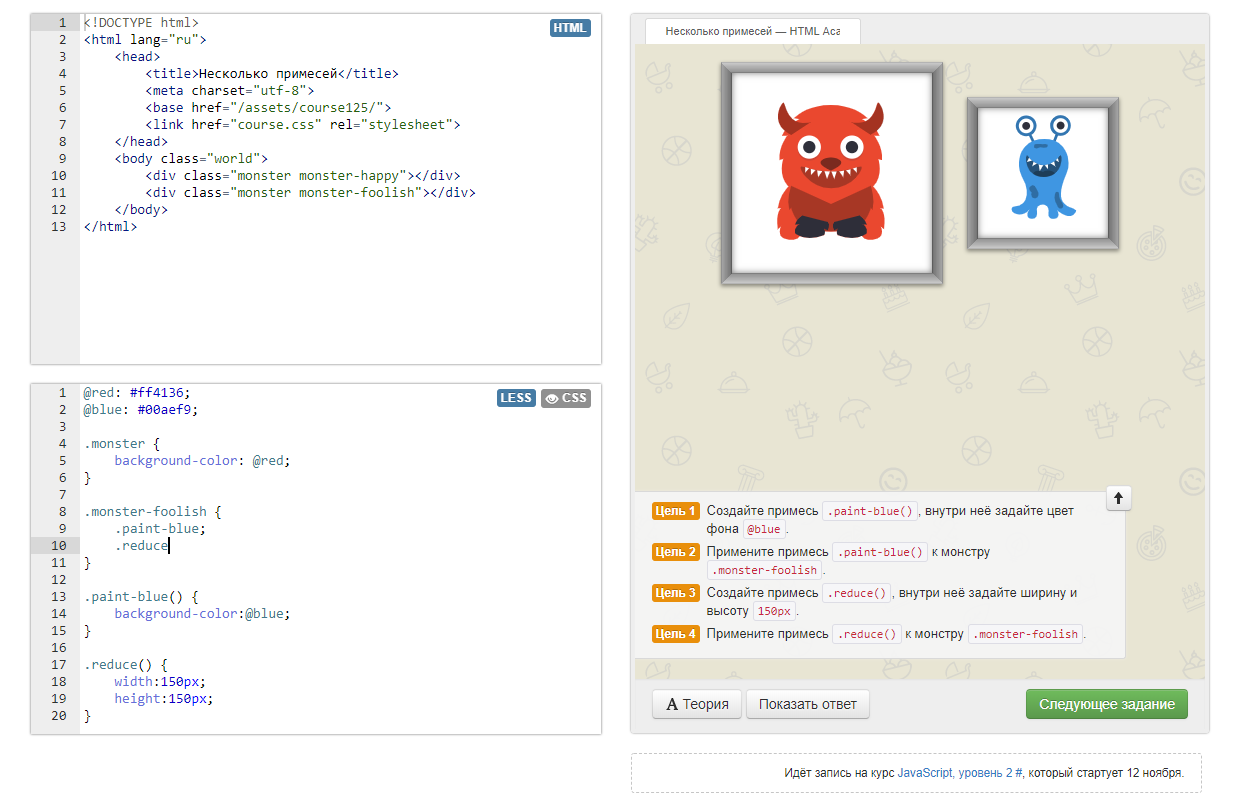 1 <!DOCTYPE html>
HTML
2 <html lang="ru">
3 <head>
4 <title>Несколько примесей</title>
5 <meta charset="utf-8">
6 <base href="/assets/course125/">
7 <link href="course.css" rel="stylesheet">
8 </head>
9 <body class="world">
10 <div class="monster monster-happy"></div>
11 <div class="monster monster-foolish"></div>
12 </body>
13 </html>
1 @red: #ff4136;
LESS CSS
2 @blue: #00aef9;
3
4 .monster {
5 background-color: @red;
6 }
7
8 .monster-foolish {
9 .paint-blue;
10 .reduce
11 }
12
13 .paint-blue() {
14 background-color:@blue;
15 }
16
17 .reduce() {
18 width:150px;
19 height:150px;
20 }
Несколько примесей — HTML Aca
Цель 1 Создайте примесь .paint-blue(), внутри неё задайте цвет
фона @blue.
Цель 2 Примените примесь .paint-blue() к монстру
.monster-foolish.
Цель 3 Создайте примесь .reduce(), внутри неё задайте ширину и
высоту 150px.
Цель 4 Примените примесь .reduce() к монстру .monster-foolish.
A Теория Показать ответ Следующее задание
Идёт запись на курс JavaScript, уровень 2 #, который стартует 12 ноября.